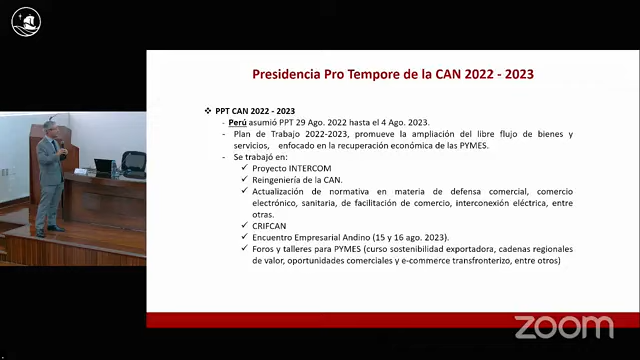 Presidencia Pro Tempore de la CAN 2022 - 2023
❖ PPT CAN 2022 - 2023
- Perú asumió PPT 29 Ago. 2022 hasta el 4 Ago. 2023.
- Plan de Trabajo 2022-2023, promueve la ampliación del libre flujo de bienes y
servicios, enfocado en la recuperación económica de las PYMES.
- Se trabajó en:
✓ Proyecto INTERCOM
✓ Reingeniería de la CAN.
✓ Actualización de normativa en materia de defensa comercial, comercio
electrónico, sanitaria, de facilitación de comercio, interconexión eléctrica, entre
otras.
✓ CRIFCAN
✓ Encuentro Empresarial Andino (15 y 16 ago. 2023).
✓ Foros y talleres para PYMES (curso sostenibilidad exportadora, cadenas regionales
de valor, oportunidades comerciales y e-commerce transfronterizo, entre otros)
zoom